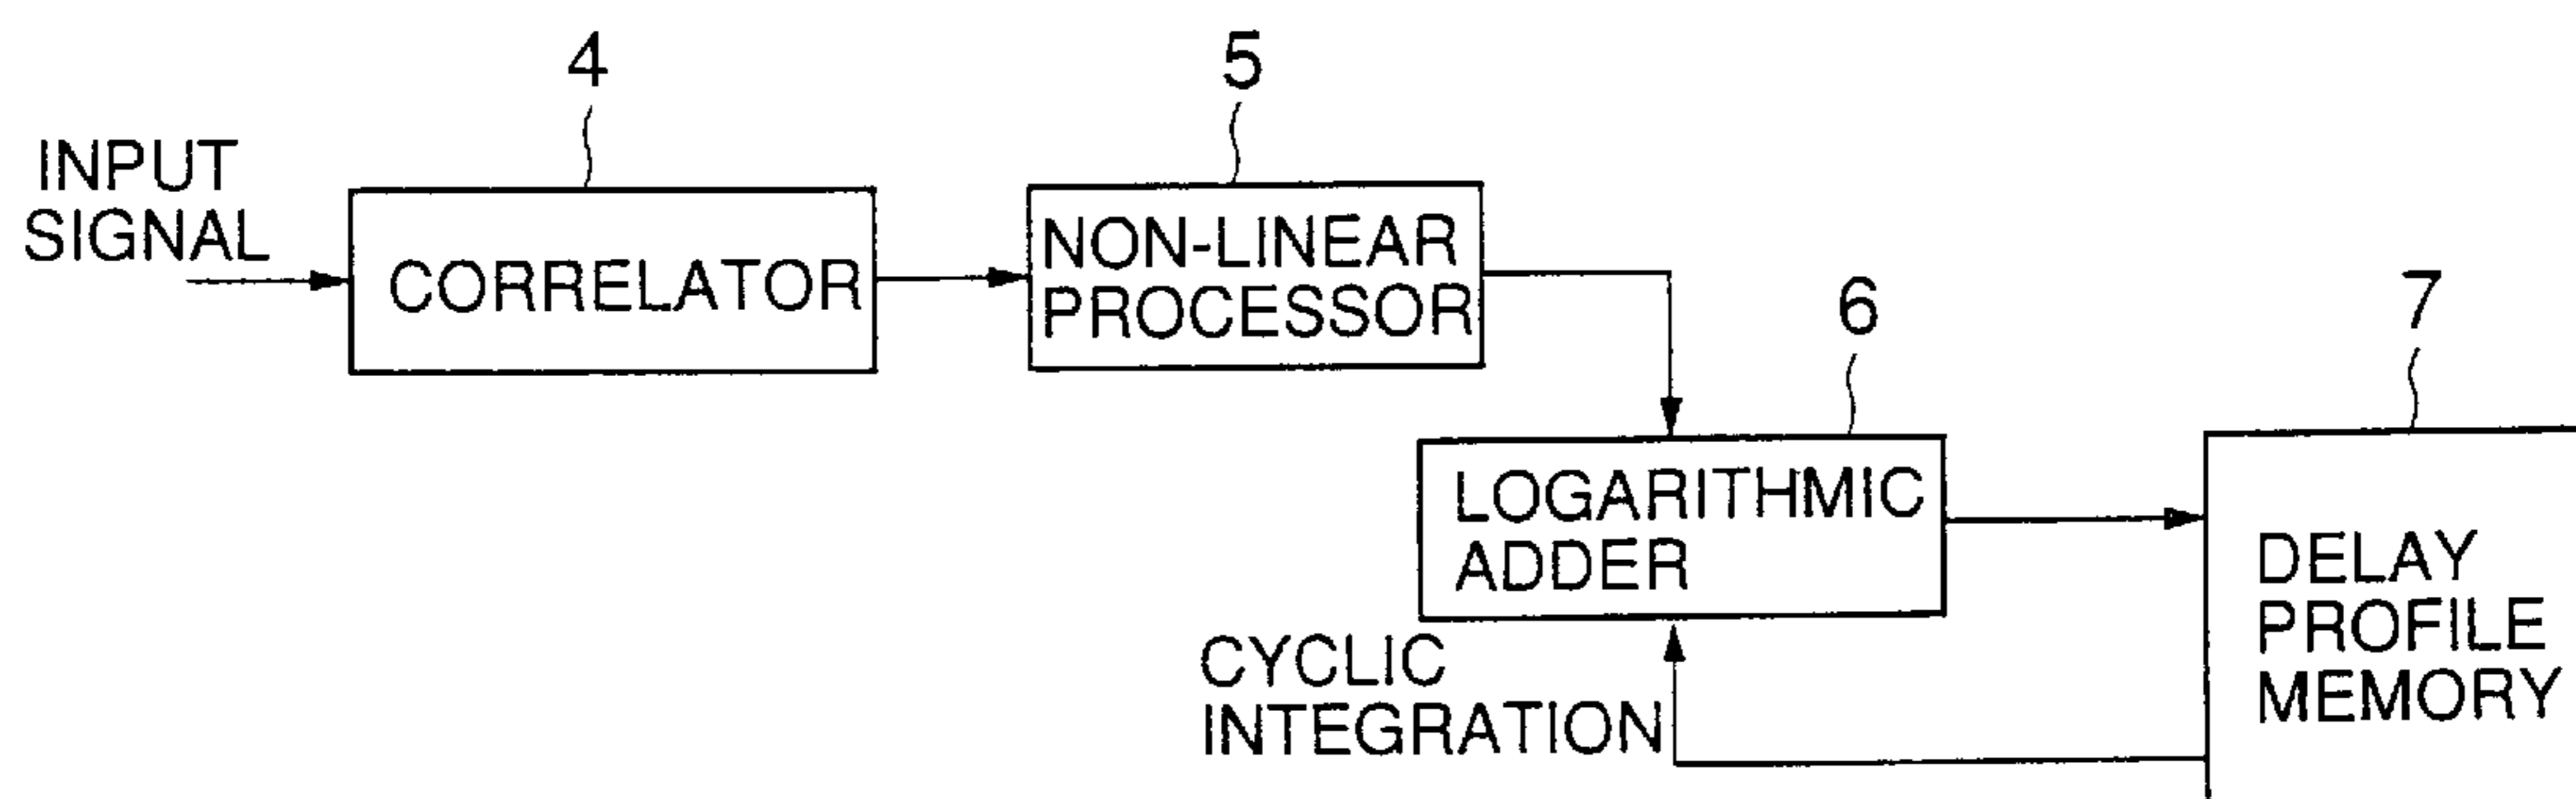 4
5
INPUT
SIGNAL
CORRELATOR
NON-LINEAR
PROCESSOR
6
7
LOGARITHMIC
ADDER
DELAY
PROFILE
MEMORY
CYCLIC
INTEGRATION